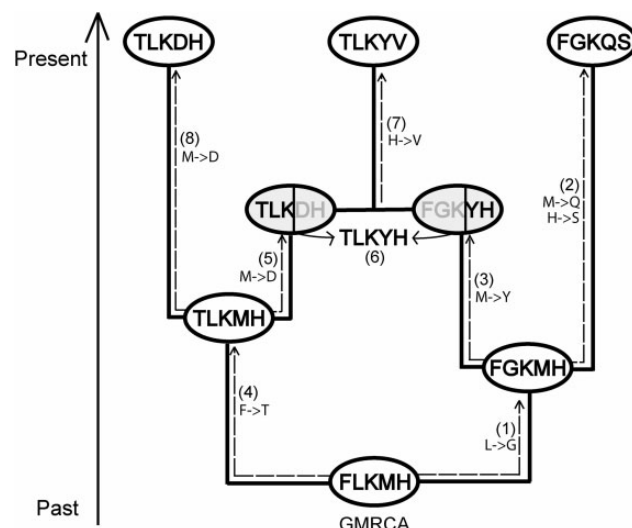 TLKDH
TLKYV
FGKQS
Present
(8)
M->D
(7)
H->V
(2)
M->Q
H->S
TLKDH
FGKYH
TLKYH
(6)
(5)
M->D
(3)
M->Y
TLKMH
FGKMH
(4)
F->T
(1)
L->G
FLKMH
Past
GMRCA